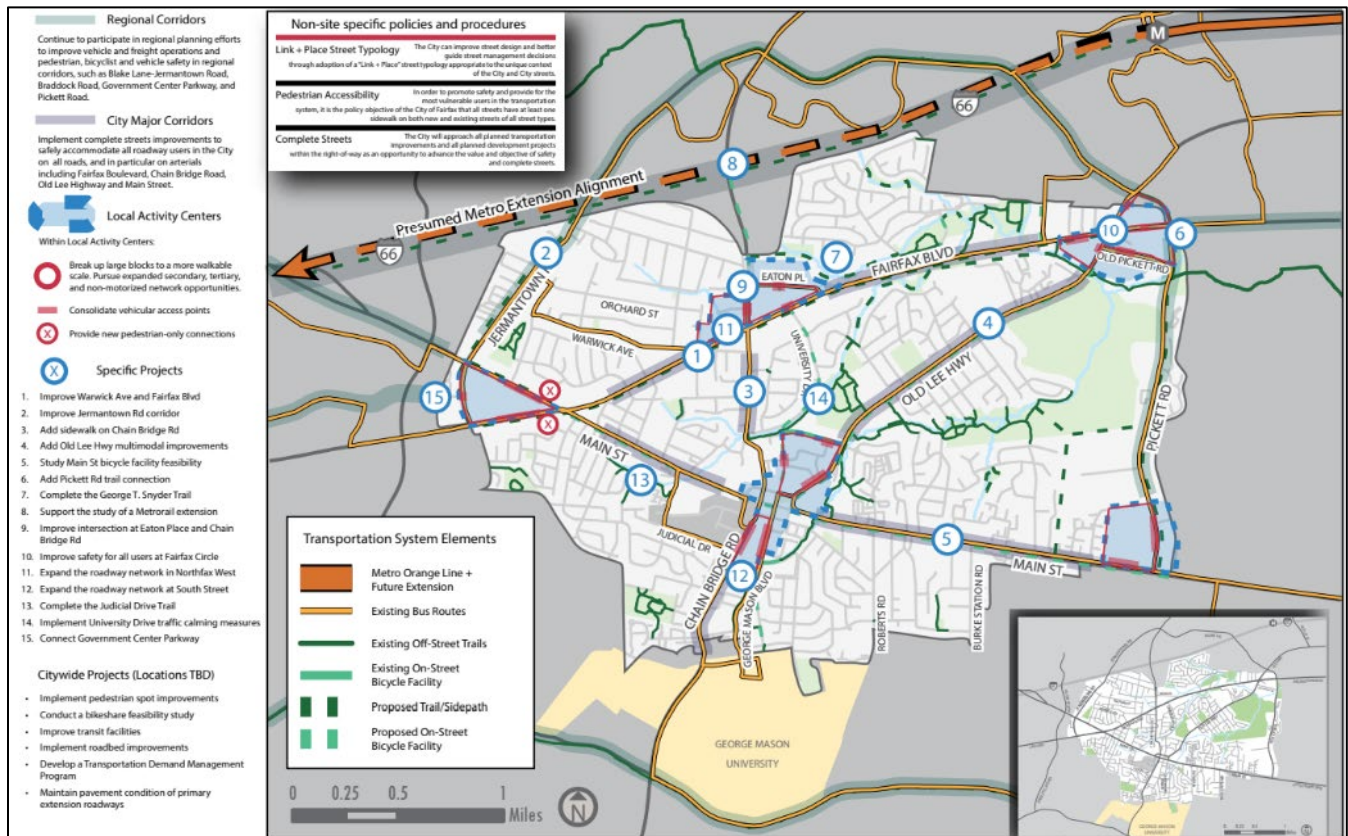 Regional Corridors
Continue to participate in regional planning efforts
to improve vehicle and freight operations and
pedestrian, bicyclist and vehicle safety in regional
corridors, such as Blake Lane-Jermantown Road,
Braddock Road, Government Center Parkway, and
Pickett Road.
City Major Corridors
Implement complete streets improvements to
safely accommodate all roadway users in the City
on all roads, and in particular on arterials
including Fairfax Boulevard, Chain Bridge Road,
Old Lee Highway and Main Street.
Local Activity Centers
Within Local Activity Centers:
Break up large blocks to a more walkable
scale. Pursue expanded secondary, tertiary,
and non-motorized network opportunities.
Consolidate vehicular access points
X
Provide new pedestrian-only connections
X
Specific Projects
1. Improve Warwick Ave and Fairfax Blvd
2. Improve Jermantown Rd corridor
3. Add sidewalk on Chain Bridge Rd
4. Add Old Lee Hwy multimodal improvements
5. Study Main St bicycle facility feasibility
6. Add Pickett Rd trail connection
7. Complete the George T. Snyder Trail
8. Support the study of a Metrorail extension
9. Improve intersection at Eaton Place and Chain
Bridge Rd
10. Improve safety for all users at Fairfax Circle
11. Expand the roadway network in Northfax West
12. Expand the roadway network at South Street
13. Complete the Judicial Drive Trail
14. Implement University Drive traffic calming measures
15. Connect Government Center Parkway
Citywide Projects (Locations TBD)
• Implement pedestrian spot improvements
• Conduct a bikeshare feasibility study
• Improve transit facilities
• Implement roadbed improvements
• Develop a Transportation Demand Management
Program
• Maintain pavement condition of primary
extension roadways
Non-site specific policies and procedures
Link + Place Street Typology The City can improve street design and better
guide street management decisions
through adoption of a "Link + Place" street typology appropriate to the unique context
of the City and City streets.
Pedestrian Accessibility In order to promote safety and provide for the
most vulnerable users in the transportation
system, it is the policy objective of the City of Fairfax that all streets have at least one
sidewalk on both new and existing streets of all street types.
Complete Streets The City will approach all planned transportation
improvements and all planned development projects
within the right-of-way as an opportunity to advance the value and objective of safety
and complete streets.
M
66
66
8
Presumed Metro Extension Alignment
66
2
7
10
6
OLD PICKETT RD
FAIRFAX BLVD
EATON PL
9
JERMANTOWN
ORCHARD ST
11
WARWICK AVE
1
4
UNIVERSITY
OLD LEE HWY
15
X
X
3
14
PICKETT RD
MAIN ST
13
JUDICIAL DR
5
MAIN ST
12
CHAIN BRIDGE RD
GEORGE MASON BLVD
ROBERTS RD
BURKE STATION RD
GEORGE MASON
UNIVERSITY
Transportation System Elements
Metro Orange Line +
Future Extension
Existing Bus Routes
Existing Off-Street Trails
Existing On-Street
Bicycle Facility
Proposed Trail/Sidepath
Proposed On-Street
Bicycle Facility
0 0.25 0.5 1
Miles
N
GEORGE MASON
UNIVERSITY